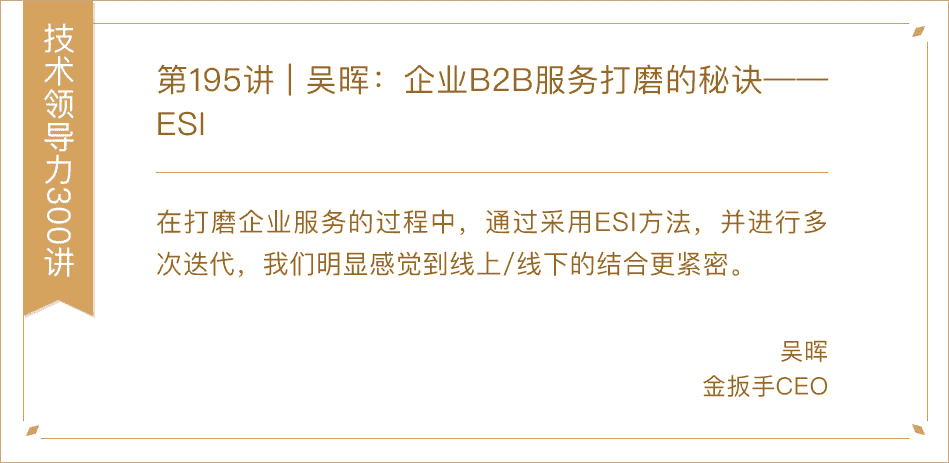 技术领导力300讲
第195讲 | 吴晖：企业B2B服务打磨的秘诀——
ESI
在打磨企业服务的过程中，通过采用ESI方法，并进行多
次迭代，我们明显感觉到线上/线下的结合更紧密。
吴晖
金扳手CEO